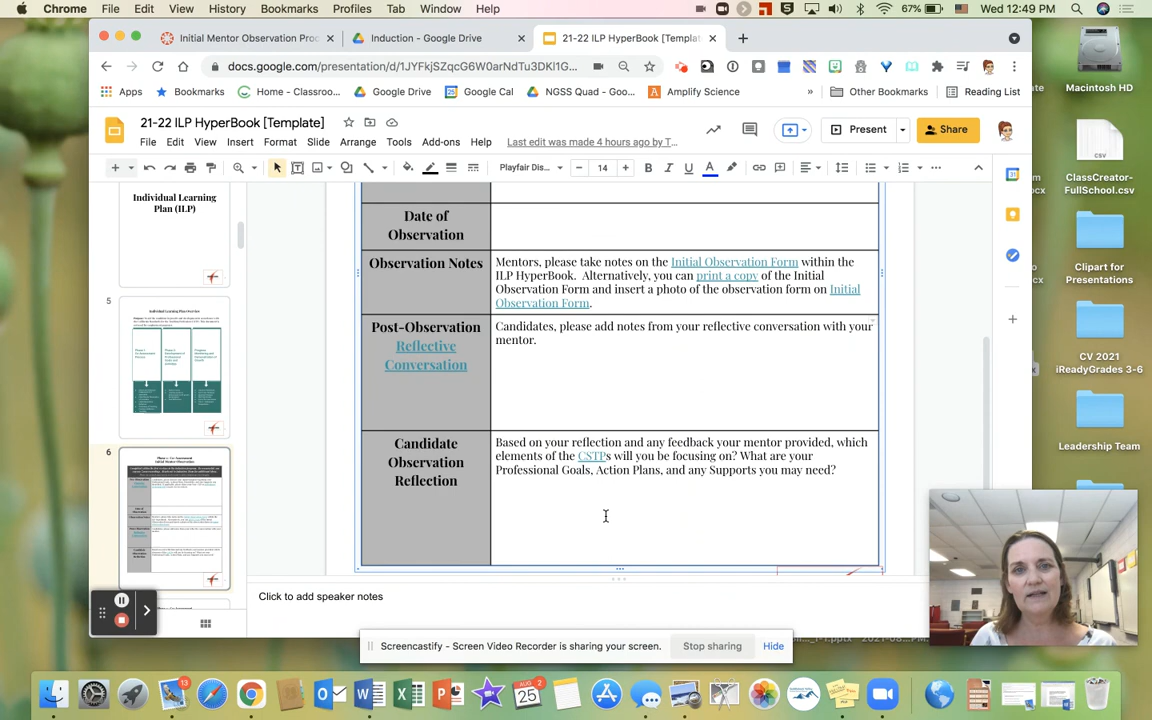 Chrome File Edit View History Bookmarks Profiles Tab Window Help 67% Wed 12:49 PM
Initial Mentor Observation Proc Induction - Google Drive 21-22 ILP HyperBook [Templat
docs.google.com/presentation/d/1JYFkjSZqcG6W0arNdTu3DKl1G...
Apps Bookmarks Home - Classroo... Google Drive Google Cal NGSS Quad - Goo... Amplify Science » Other Bookmarks Reading List
21-22 ILP HyperBook [Template]
File Edit View Insert Format Slide Arrange Tools Add-ons Help Last edit was made 4 hours ago by T...
Present Share
Playfair Dis... 14
Individual Learning
Plan (ILP)
5
6
Date of
Observation
Observation Notes
Mentors, please take notes on the Initial Observation Form within the
ILP HyperBook. Alternatively, you can print a copy of the Initial
Observation Form and insert a photo of the observation form on Initial
Observation Form.
Post-Observation
Reflective
Conversation
Candidates, please add notes from your reflective conversation with your
mentor.
Candidate
Observation
Reflection
Based on your reflection and any feedback your mentor provided, which
elements of the CSTPs will you be focusing on? What are your
Professional Goals, Action Plans, and any Supports you may need?
Click to add speaker notes
Screencastify - Screen Video Recorder is sharing your screen. Stop sharing Hide
Macintosh HD
CSV
ClassCreator-
FullSchool.csv
Clipart for
Presentations
CV 2021
iReadyGrades 3-6
Leadership Team
13
AUG
25
2